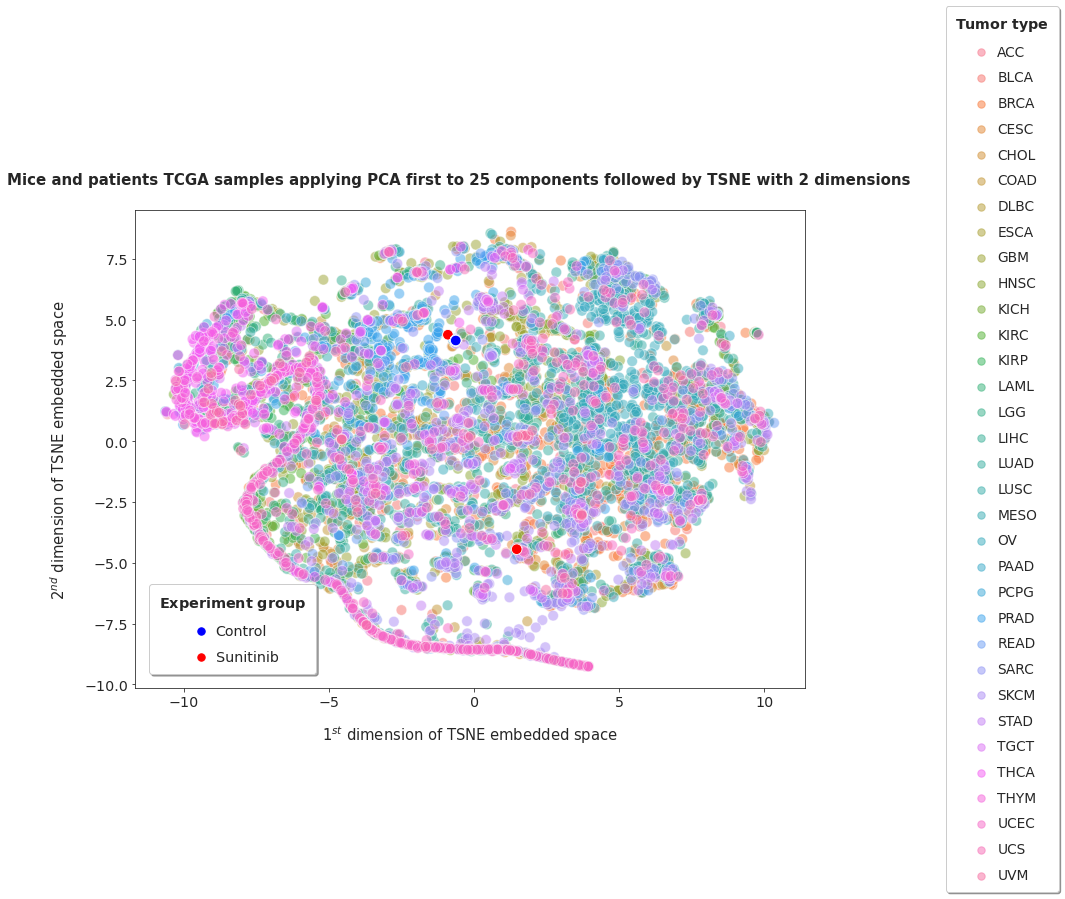 Mice and patients TCGA samples applying PCA first to 25 components followed by TSNE with 2 dimensions
2nd dimension of TSNE embedded space
7.5
5.0
2.5
0.0
−2.5
−5.0
−7.5
−10.0
Experiment group
Control
Sunitinib
−10
−5
0
5
10
1st dimension of TSNE embedded space
Tumor type
ACC
BLCA
BRCA
CESC
CHOL
COAD
DLBC
ESCA
GBM
HNSC
KICH
KIRC
KIRP
LAML
LGG
LIHC
LUAD
LUSC
MESO
OV
PAAD
PCPG
PRAD
READ
SARC
SKCM
STAD
TGCT
THCA
THYM
UCEC
UCS
UVM